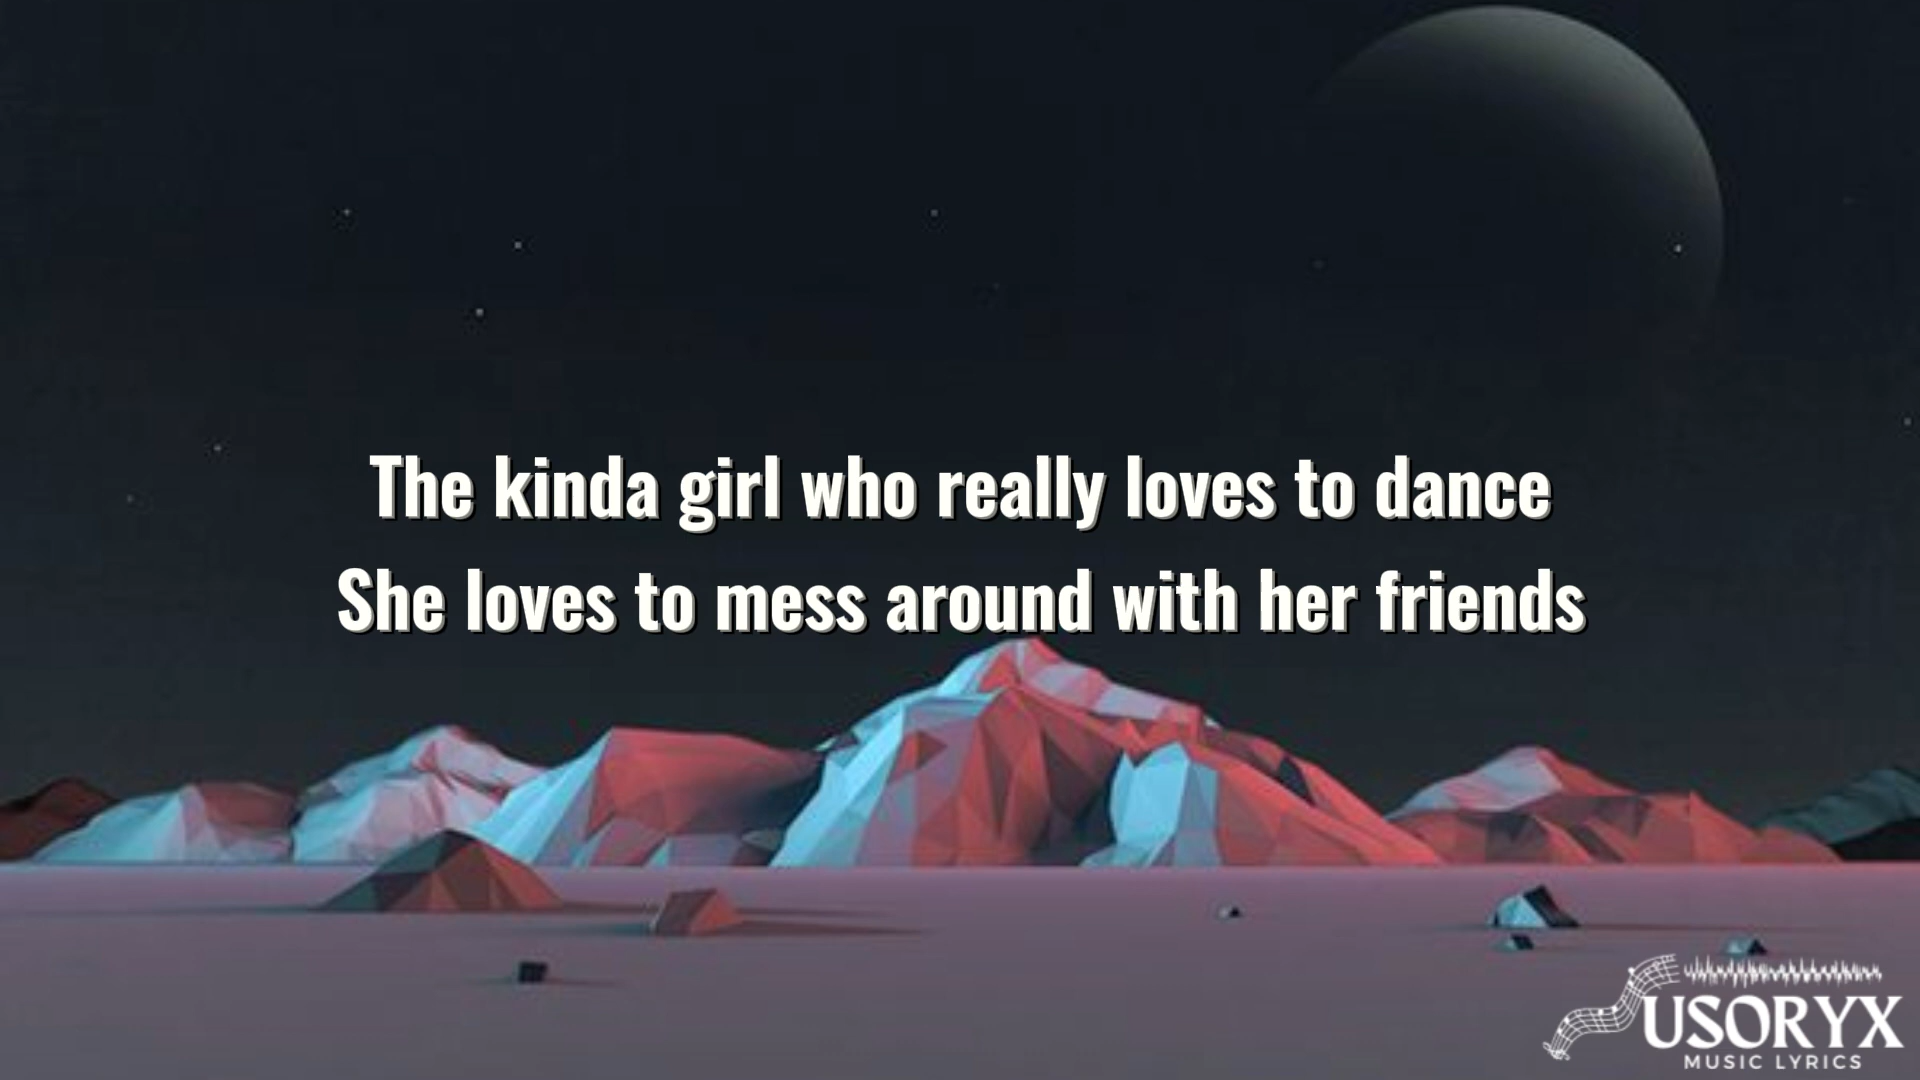 The kinda girl who really loves to dance
She loves to mess around with her friends
USORYX
MUSIC LYRICS